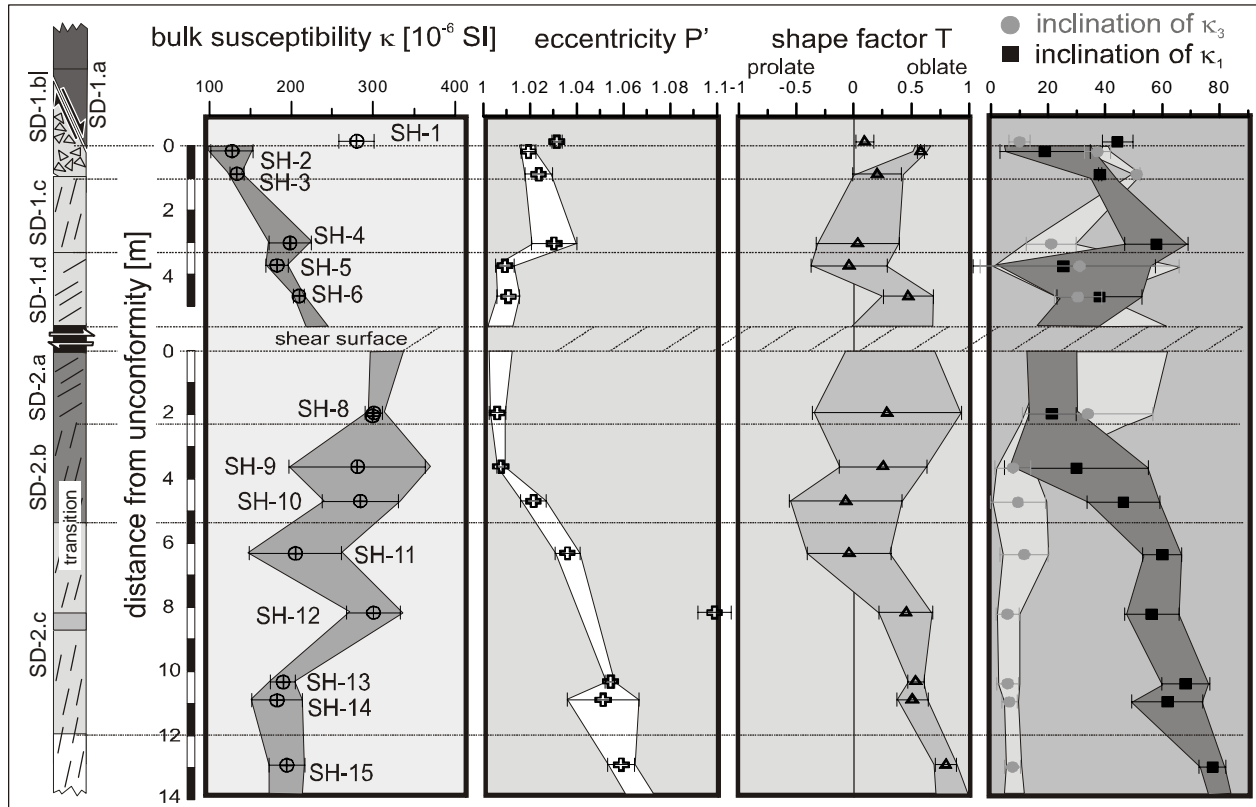 bulk susceptibility κ [10⁻⁶ SI]
eccentricity P'
shape factor T
prolate
oblate
inclination of κ₃
inclination of κ₁
100 200 300 400
1 1.02 1.04 1.06 1.08 1.1
-1 -0.5 0 0.5 1
0 20 40 60 80
SD-1.bl
SD-1.a
SD-1.c
SD-1.d
SD-2.a
SD-2.b
transition
SD-2.c
distance from unconformity [m]
0
2
4
0
2
4
6
8
10
12
14
SH-1
SH-2
SH-3
SH-4
SH-5
SH-6
shear surface
SH-8
SH-9
SH-10
SH-11
SH-12
SH-13
SH-14
SH-15